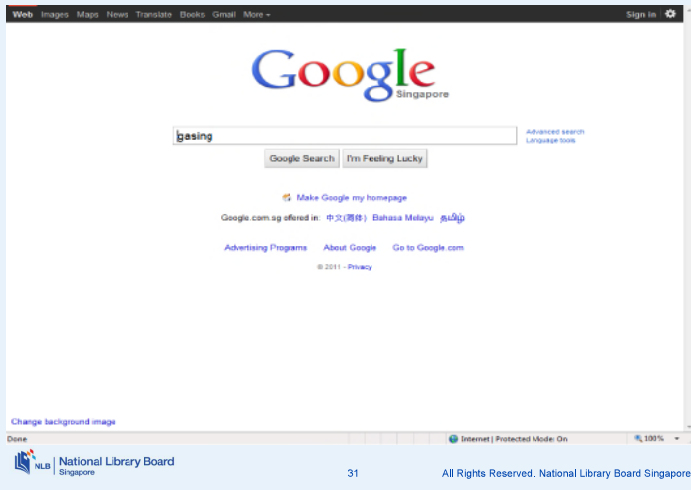 Web Images Maps News Translate Books Gmail More
Sign in
Google
Singapore
gasing
Advanced search
Language tools
Google Search I'm Feeling Lucky
Make Google my homepage
Google.com.sg offered in: 中文(简体) Bahasa Melayu தமிழ்
Advertising Programs About Google Go to Google.com
© 2011 - Privacy
Change background image
Done
Internet | Protected Mode: On
100%
NLB National Library Board
Singapore
31
All Rights Reserved. National Library Board Singapore